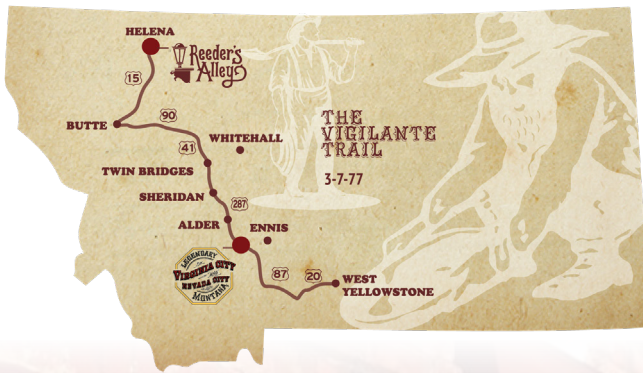 HELENA
Reeder's
Alley
15
BUTTE
90
41
WHITEHALL
TWIN BRIDGES
SHERIDAN
287
ALDER
ENNIS
LEGENDARY
VIRGINIA CITY
AND
NEVADA CITY
MONTANA
87
20
WEST
YELLOWSTONE
THE
VIGILANTE
TRAIL
3-7-77